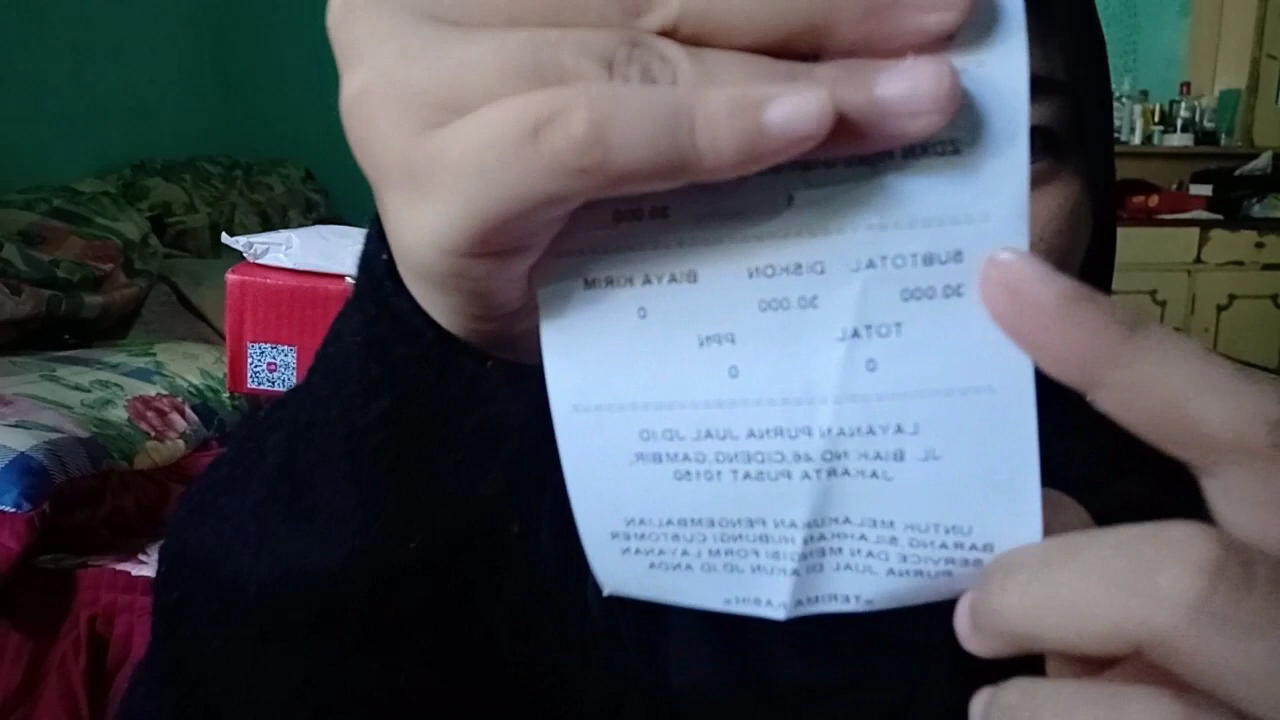 1 30.000
SUBTOTAL DISKON BIAYA KIRIM
30.000 30.000 0
TOTAL PPN
0 0
LAYANAN PURNA JUAL JD.ID
JL. BIAK NO 46,CIDENG,GAMBIR,
JAKARTA PUSAT 10150
UNTUK MELAKUKAN PENGEMBALIAN
BARANG SILAHKAN HUBUNGI CUSTOMER
SERVICE DAN MENGISI FORM LAYANAN
PURNA JUAL DI AKUN JD.ID ANDA
=TERIMA KASIH=